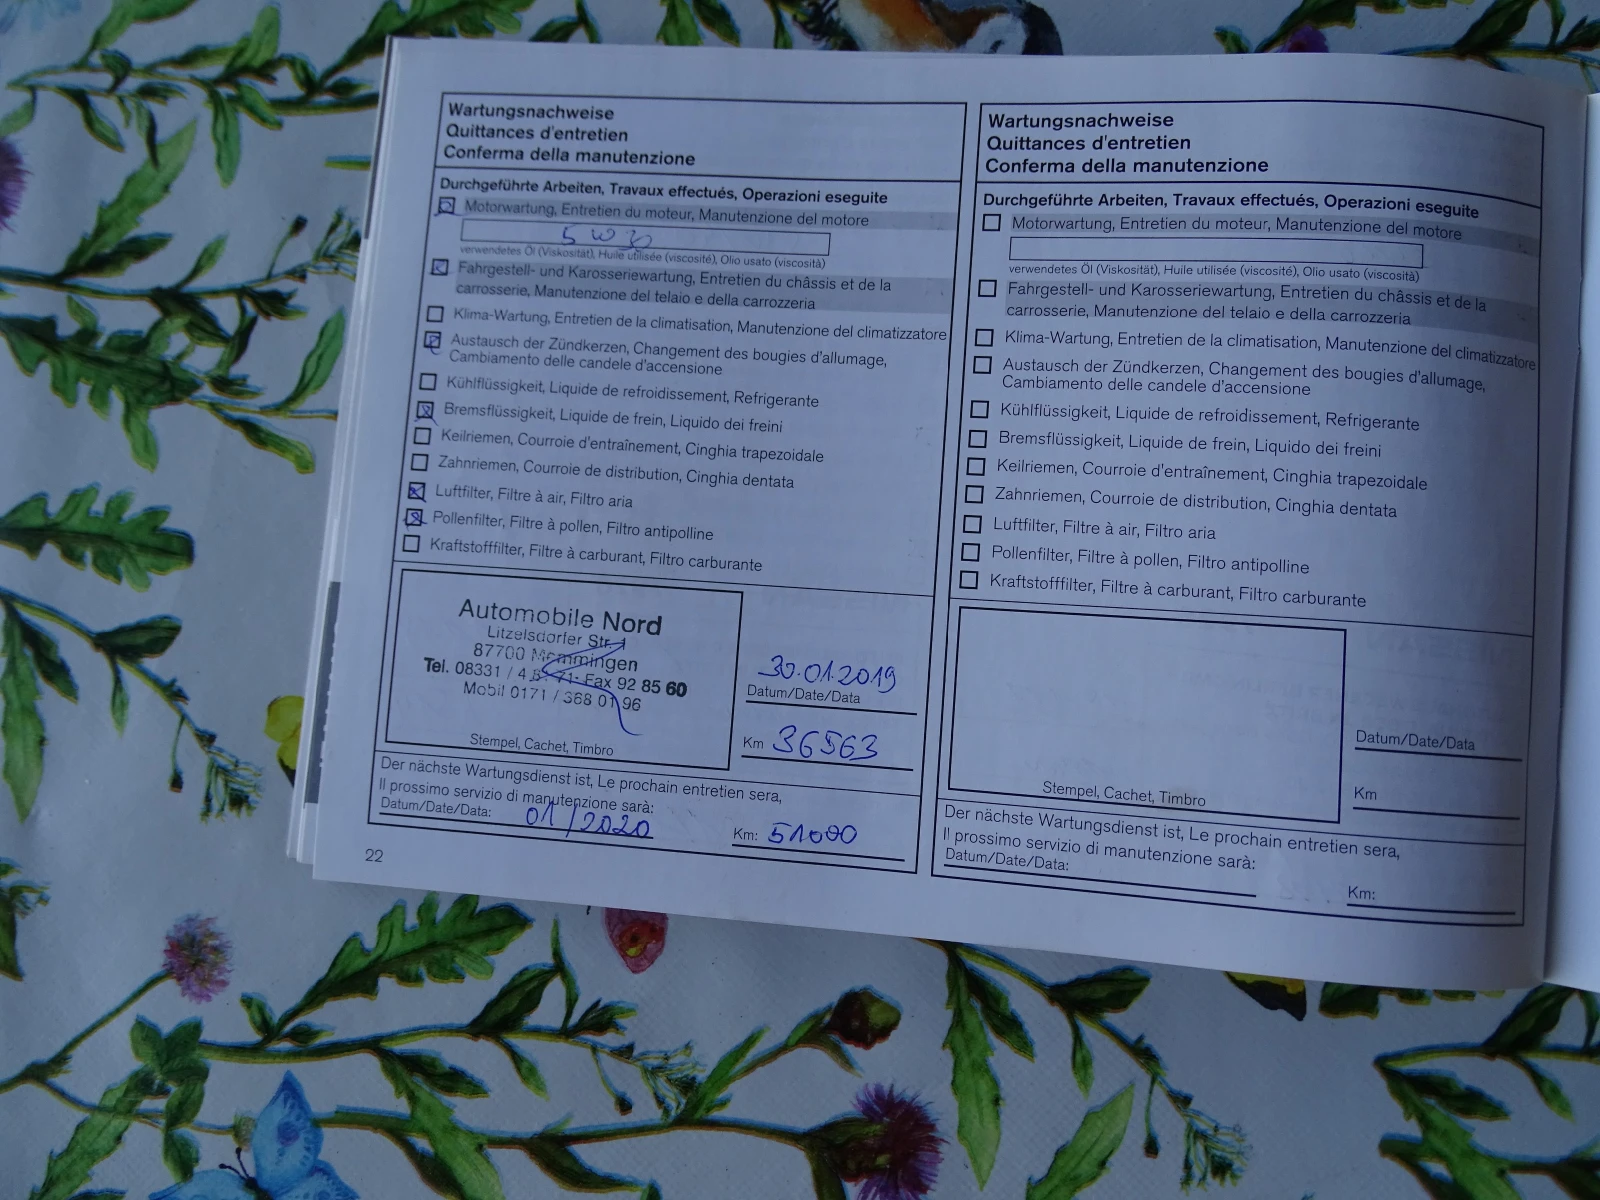 Wartungsnachweise
Quittances d'entretien
Conferma della manutenzione
Durchgeführte Arbeiten, Travaux effectués, Operazioni eseguite
Motorwartung, Entretien du moteur, Manutenzione del motore
5W30
verwendetes Öl (Viskosität), Huile utilisée (viscosité), Olio usato (viscosità)
Fahrgestell- und Karosseriewartung, Entretien du châssis et de la
carrosserie, Manutenzione del telaio e della carrozzeria
Klima-Wartung, Entretien de la climatisation, Manutenzione del climatizzatore
Austausch der Zündkerzen, Changement des bougies d'allumage,
Cambiamento delle candele d'accensione
Kühlflüssigkeit, Liquide de refroidissement, Refrigerante
Bremsflüssigkeit, Liquide de frein, Liquido dei freini
Keilriemen, Courroie d'entraînement, Cinghia trapezoidale
Zahnriemen, Courroie de distribution, Cinghia dentata
Luftfilter, Filtre à air, Filtro aria
Pollenfilter, Filtre à pollen, Filtro antipolline
Kraftstofffilter, Filtre à carburant, Filtro carburante
Automobile Nord
Litzelsdorfer Str. 1
87700 Memmingen
Tel. 08331 / 4 Fax 92 85 60
Mobil 0171 / 368 01 96
Stempel, Cachet, Timbro
30.01.2019
Datum/Date/Data
Km 36563
Der nächste Wartungsdienst ist, Le prochain entretien sera,
Il prossimo servizio di manutenzione sarà:
Datum/Date/Data: 01/2020 Km: 51000
22
Wartungsnachweise
Quittances d'entretien
Conferma della manutenzione
Durchgeführte Arbeiten, Travaux effectués, Operazioni eseguite
Motorwartung, Entretien du moteur, Manutenzione del motore
verwendetes Öl (Viskosität), Huile utilisée (viscosité), Olio usato (viscosità)
Fahrgestell- und Karosseriewartung, Entretien du châssis et de la
carrosserie, Manutenzione del telaio e della carrozzeria
Klima-Wartung, Entretien de la climatisation, Manutenzione del climatizzatore
Austausch der Zündkerzen, Changement des bougies d'allumage,
Cambiamento delle candele d'accensione
Kühlflüssigkeit, Liquide de refroidissement, Refrigerante
Bremsflüssigkeit, Liquide de frein, Liquido dei freini
Keilriemen, Courroie d'entraînement, Cinghia trapezoidale
Zahnriemen, Courroie de distribution, Cinghia dentata
Luftfilter, Filtre à air, Filtro aria
Pollenfilter, Filtre à pollen, Filtro antipolline
Kraftstofffilter, Filtre à carburant, Filtro carburante
Stempel, Cachet, Timbro
Datum/Date/Data
Km
Der nächste Wartungsdienst ist, Le prochain entretien sera,
Il prossimo servizio di manutenzione sarà:
Datum/Date/Data:
Km: